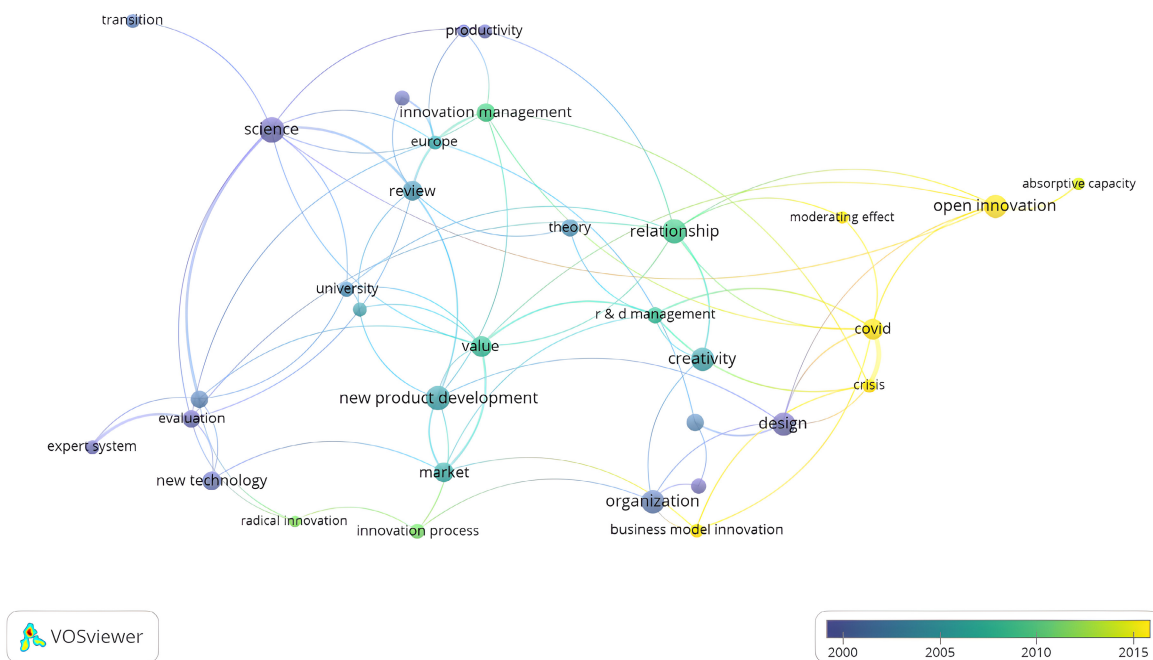 transition
productivity
innovation management
science
europe
absorptive capacity
review
open innovation
moderating effect
theory
relationship
university
r & d management
covid
value
creativity
crisis
new product development
evaluation
design
expert system
market
new technology
organization
radical innovation
innovation process
business model innovation
VOSviewer
2000
2005
2010
2015